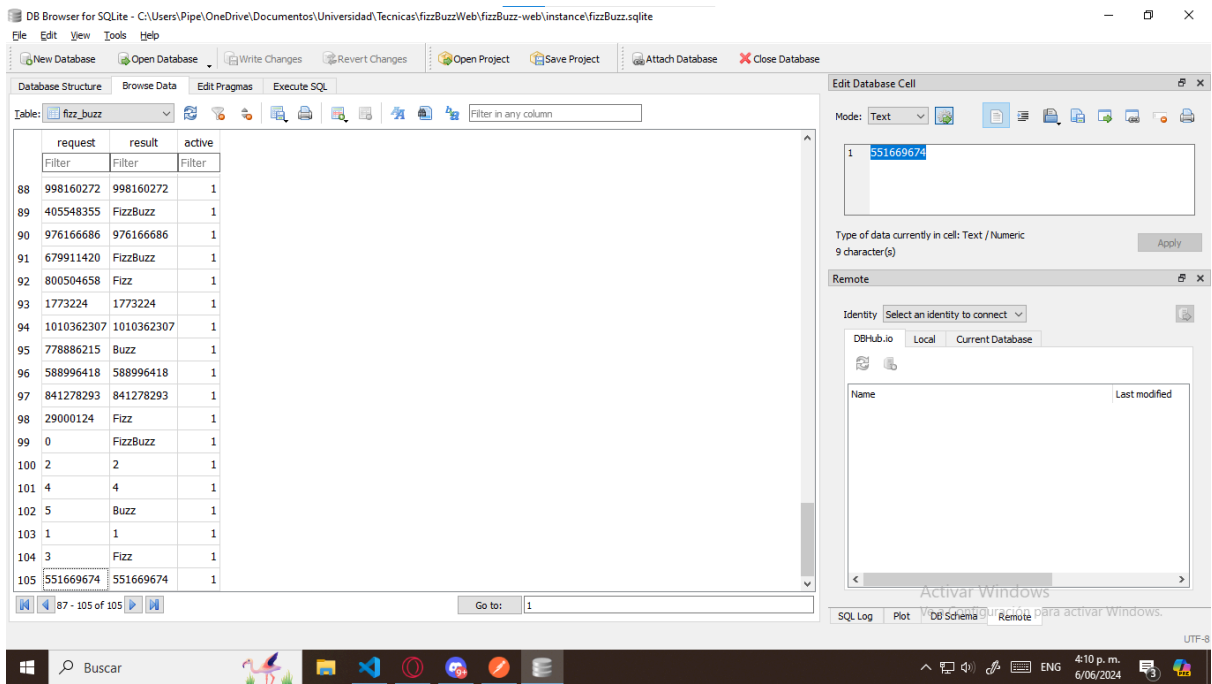 DB Browser for SQLite - C:\Users\Pipe\OneDrive\Documentos\Universidad\Tecnicas\fizzBuzzWeb\fizzBuzz-web\instance\fizzBuzz.sqlite
File Edit View Tools Help
New Database Open Database Write Changes Revert Changes Open Project Save Project Attach Database Close Database
Database Structure Browse Data Edit Pragmas Execute SQL
Table: fizz_buzz Filter in any column
request result active
Filter Filter Filter
88 998160272 998160272 1
89 405548355 FizzBuzz 1
90 976166686 976166686 1
91 679911420 FizzBuzz 1
92 800504658 Fizz 1
93 1773224 1773224 1
94 1010362307 1010362307 1
95 778886215 Buzz 1
96 588996418 588996418 1
97 841278293 841278293 1
98 29000124 Fizz 1
99 0 FizzBuzz 1
100 2 2 1
101 4 4 1
102 5 Buzz 1
103 1 1 1
104 3 Fizz 1
105 551669674 551669674 1
87 - 105 of 105 Go to: 1
Edit Database Cell
Mode: Text
1 551669674
Type of data currently in cell: Text / Numeric
9 character(s)
Apply
Remote
Identity Select an identity to connect
DBHub.io Local Current Database
Name Last modified
Activar Windows
Ve a Configuración para activar Windows.
SQL Log Plot DB Schema Remote
UTF-8
Buscar
ENG
4:10 p. m.
6/06/2024
3